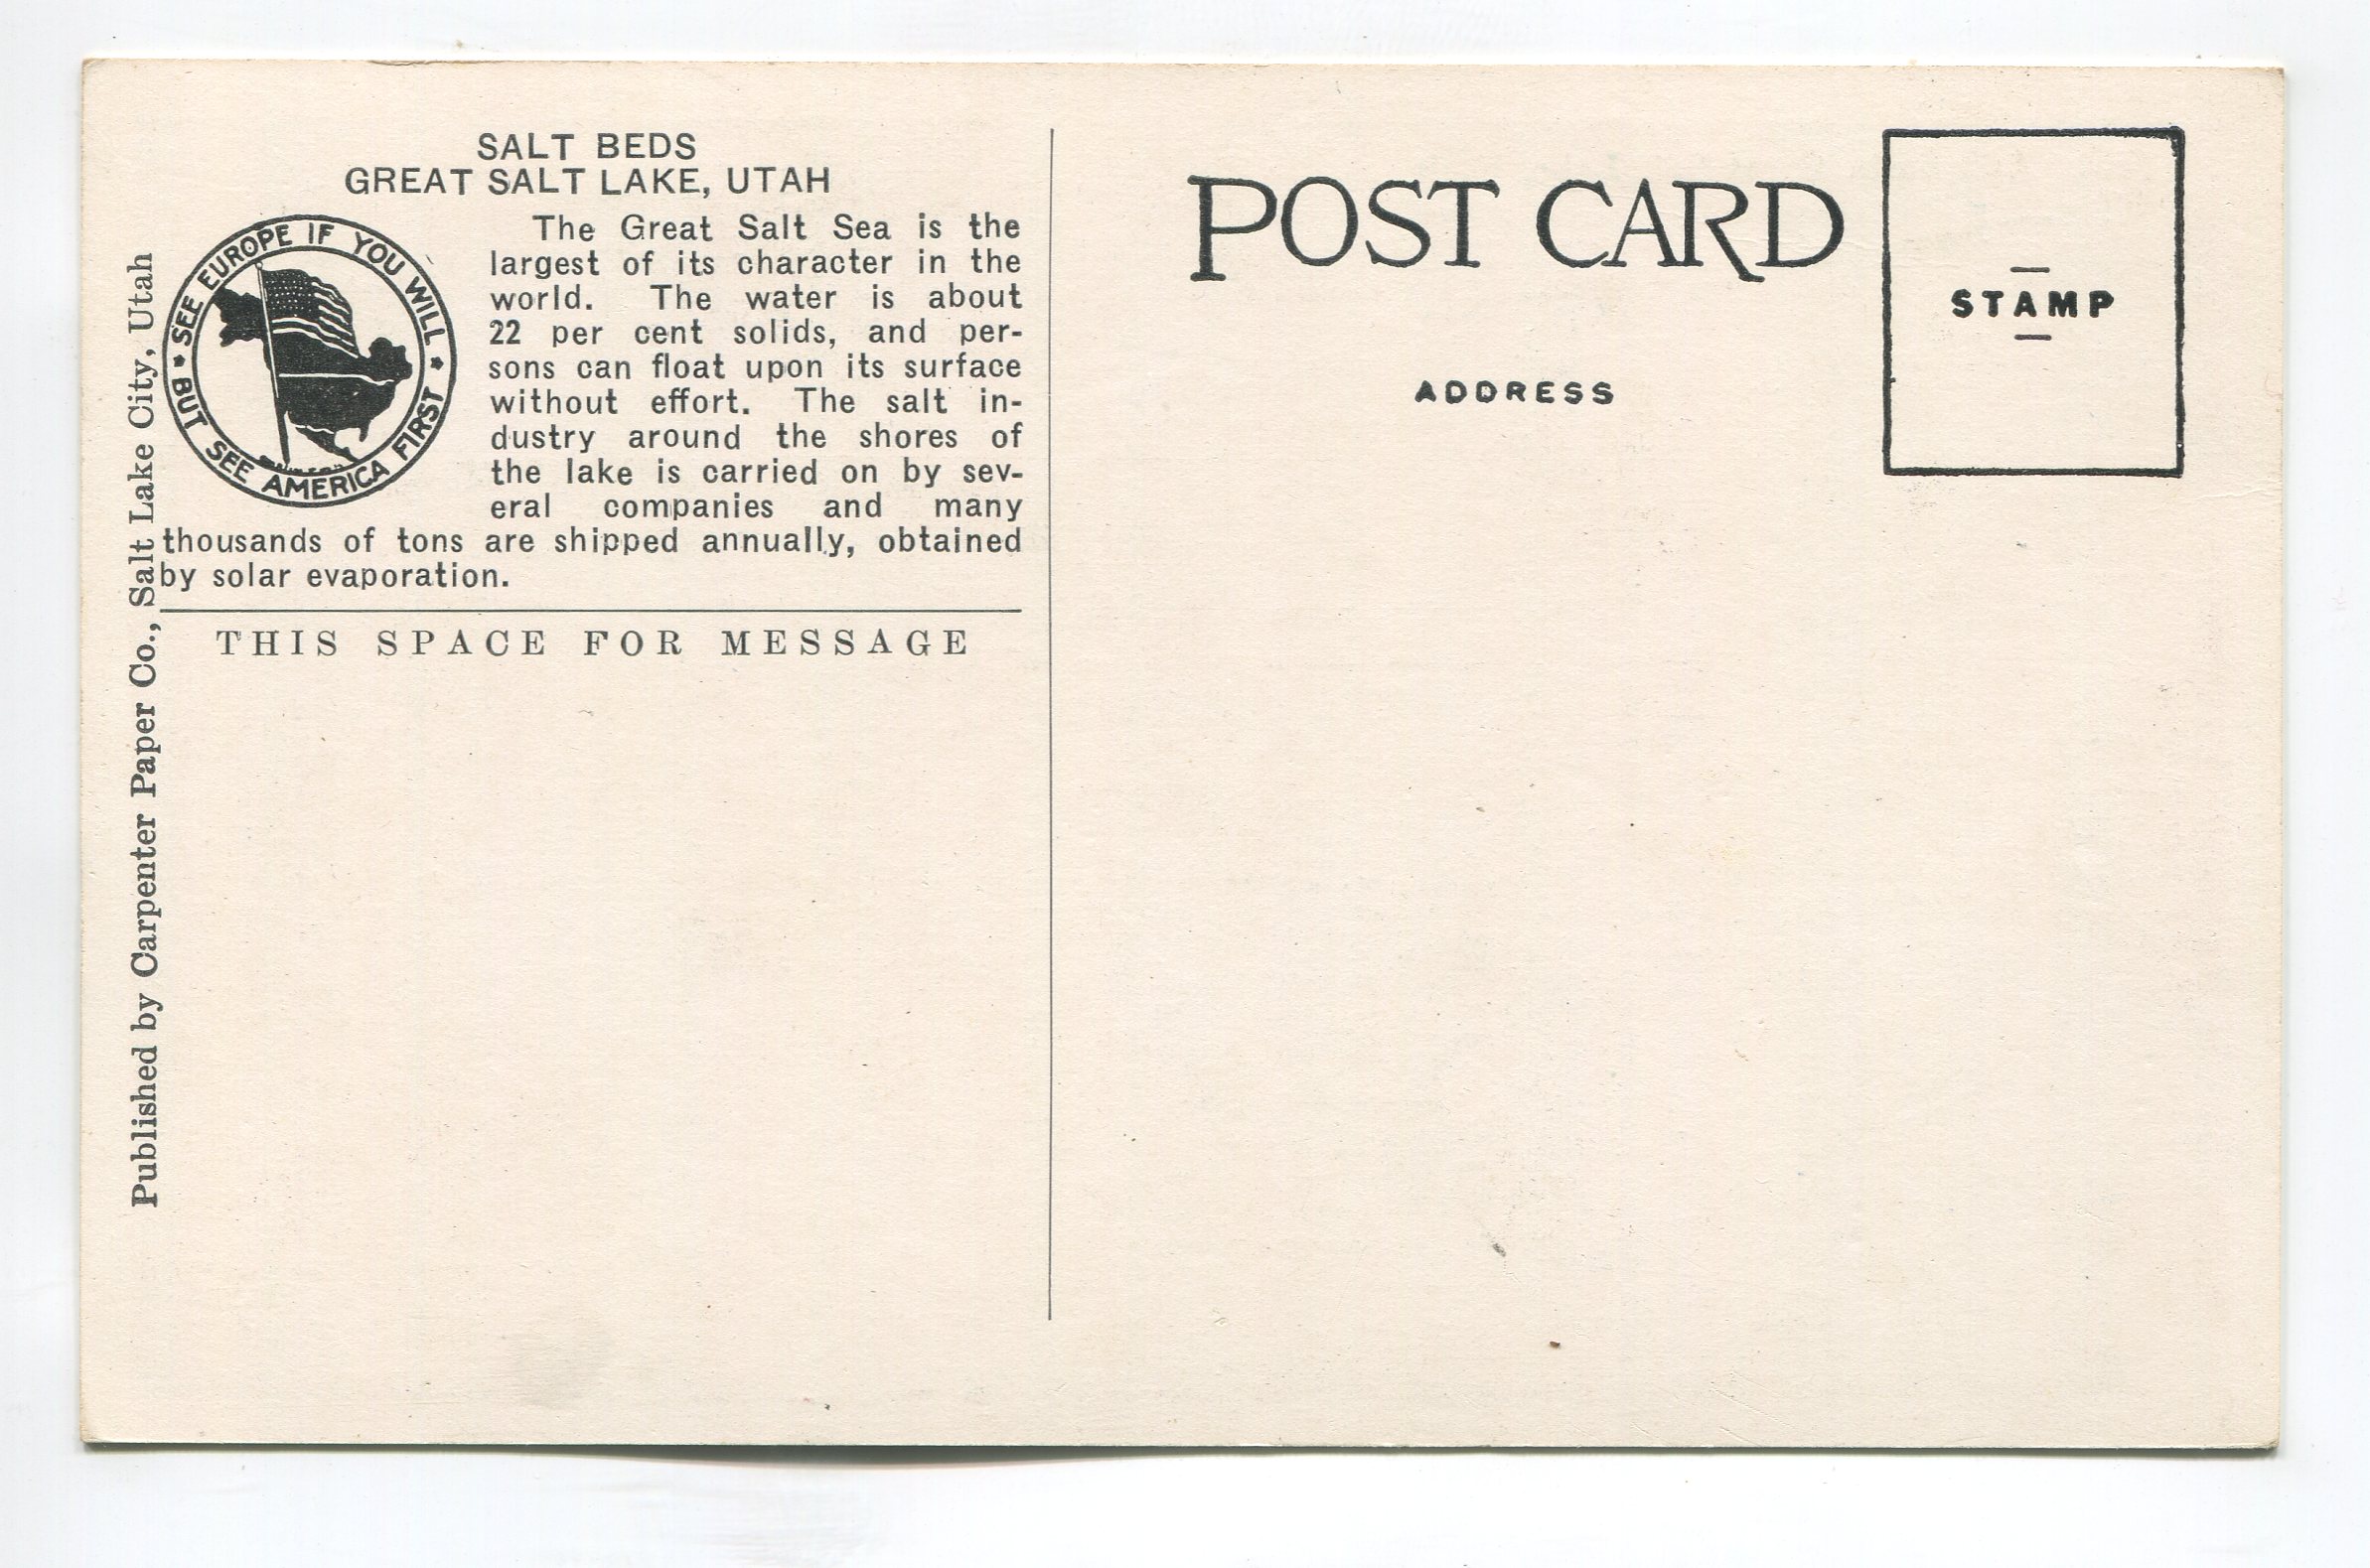 SALT BEDS
GREAT SALT LAKE, UTAH
SEE EUROPE IF YOU WILL
BUT SEE AMERICA FIRST
The Great Salt Sea is the
largest of its character in the
world. The water is about
22 per cent solids, and per-
sons can float upon its surface
without effort. The salt in-
dustry around the shores of
the lake is carried on by sev-
eral companies and many
thousands of tons are shipped annually, obtained
by solar evaporation.
THIS SPACE FOR MESSAGE
Published by Carpenter Paper Co., Salt Lake City, Utah
POST CARD
ADDRESS
STAMP